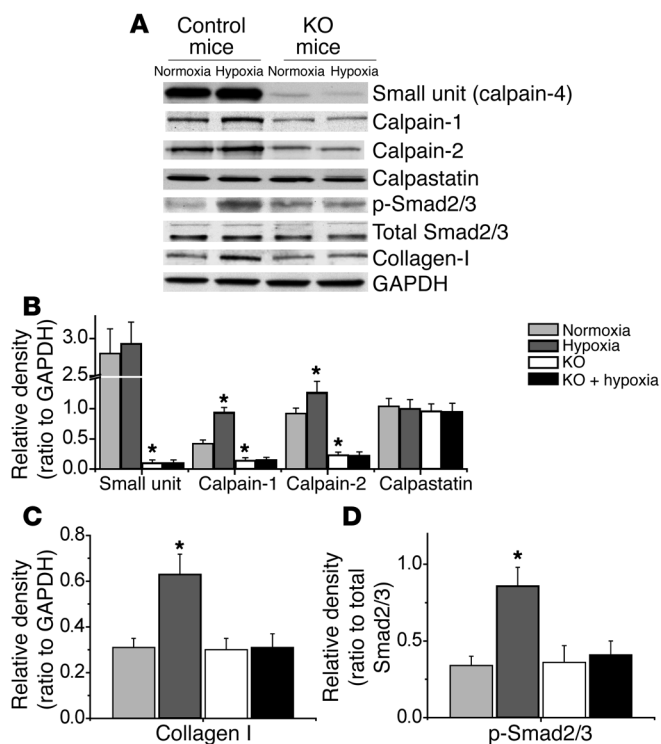 A
Control mice
KO mice
Normoxia Hypoxia Normoxia Hypoxia
Small unit (calpain-4)
Calpain-1
Calpain-2
Calpastatin
p-Smad2/3
Total Smad2/3
Collagen-I
GAPDH
B
Relative density
(ratio to GAPDH)
3.0
2.5
1.0
0.5
0.0
*
*
*
*
*
Small unit Calpain-1 Calpain-2 Calpastatin
Normoxia
Hypoxia
KO
KO + hypoxia
C
Relative density
(ratio to GAPDH)
0.8
0.6
0.4
0.2
0.0
*
Collagen I
D
Relative density
(ratio to total
Smad2/3)
1.0
0.5
0.0
*
p-Smad2/3